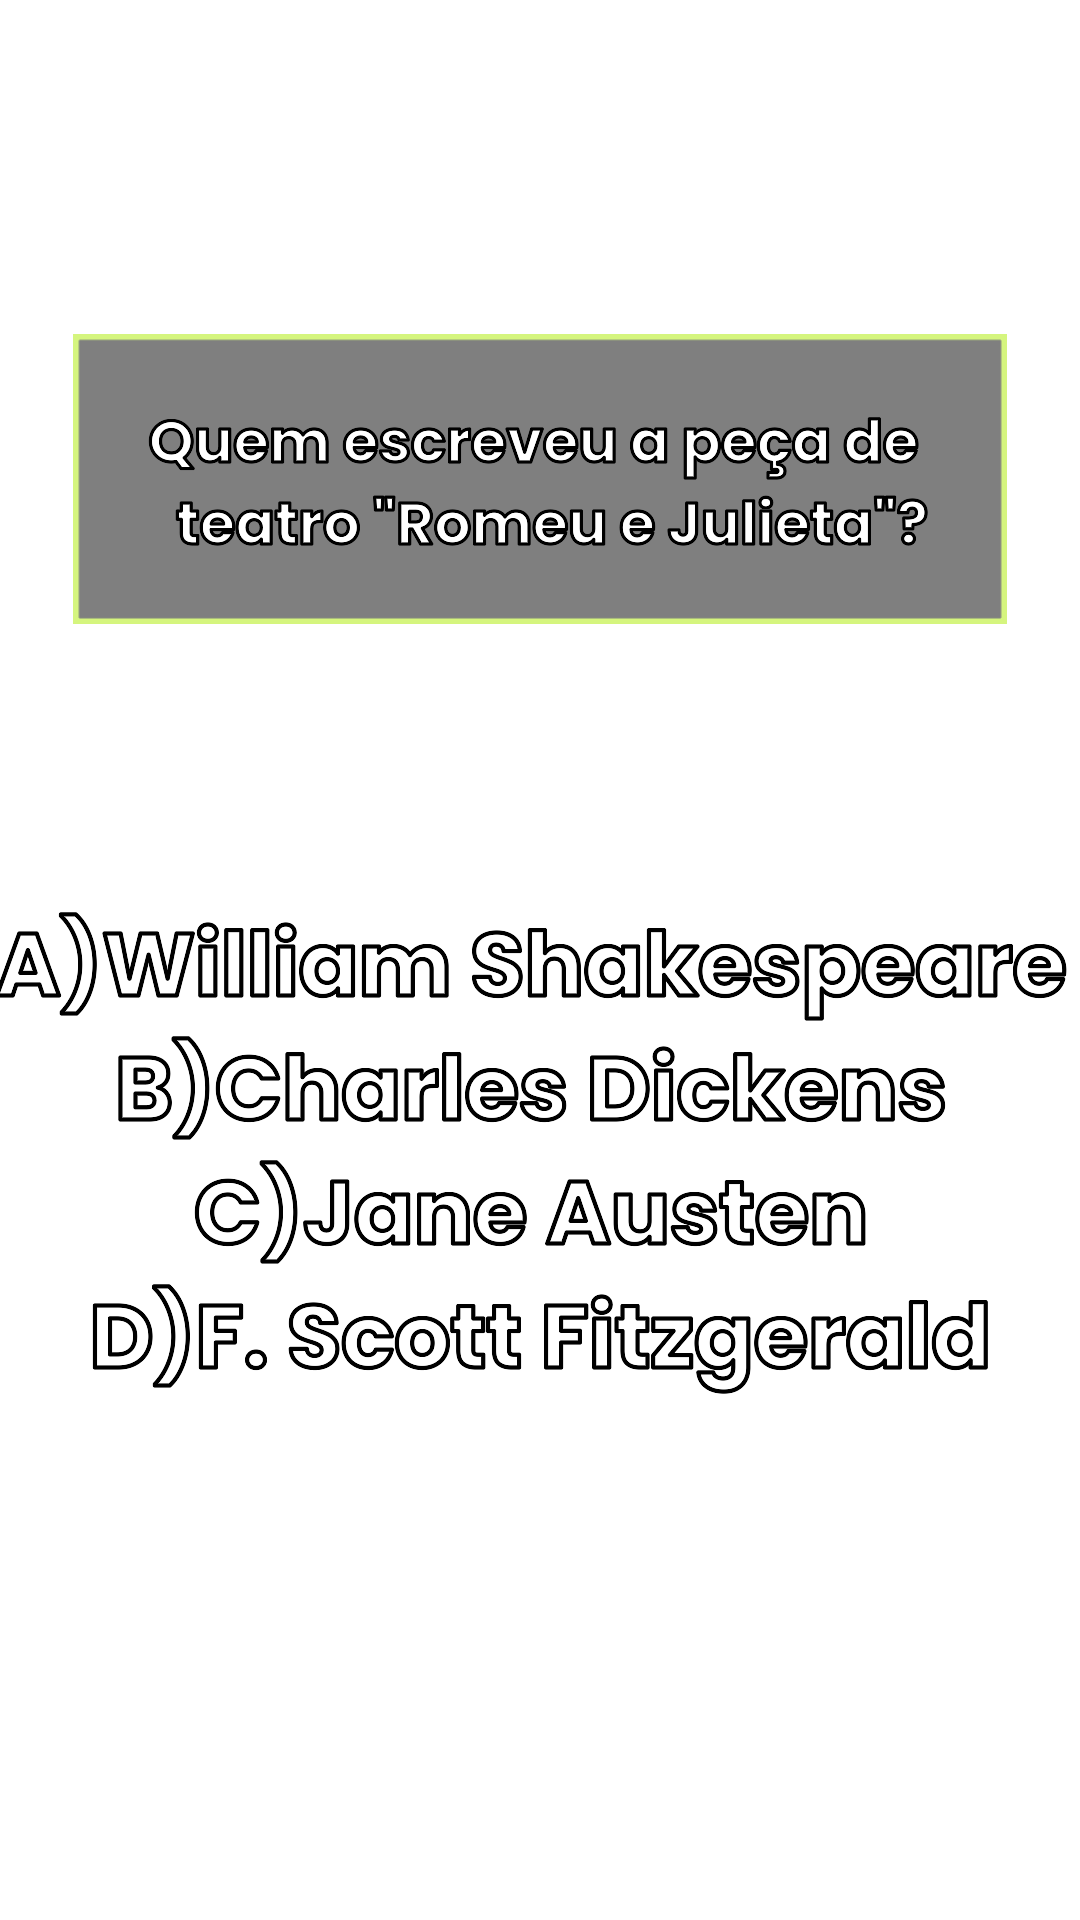 Quem escreveu a peça de
teatro "Romeu e Julieta"?
A)William Shakespeare
B)Charles Dickens
C)Jane Austen
D)F. Scott Fitzgerald